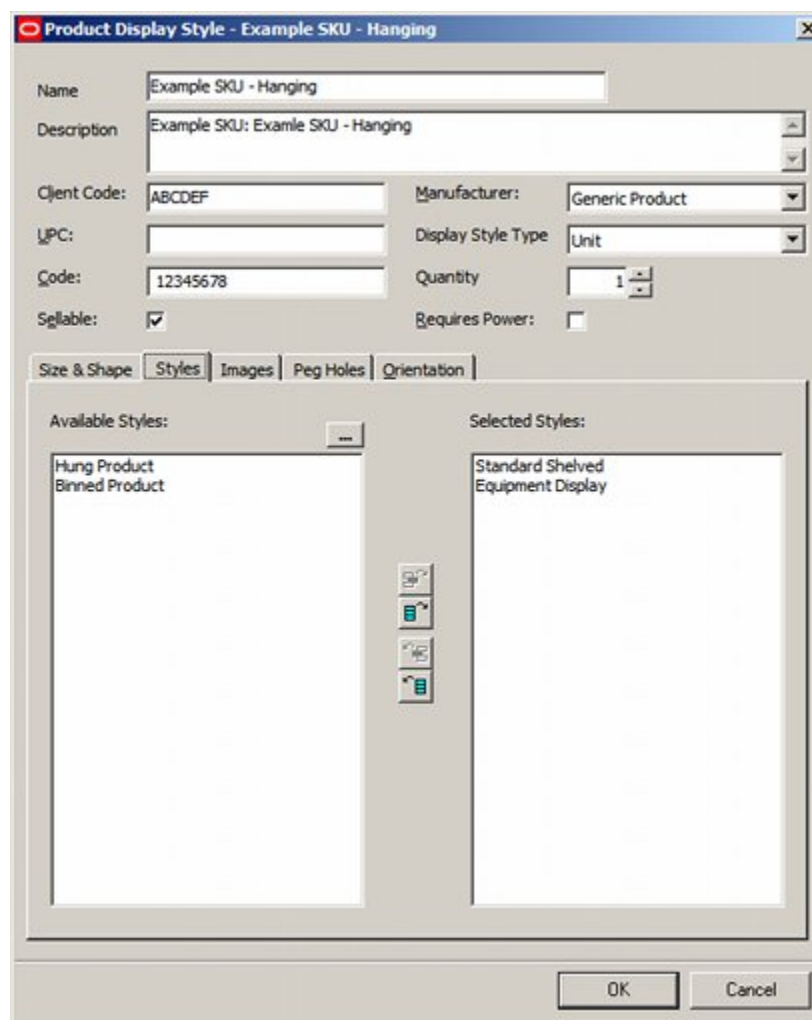 Product Display Style - Example SKU - Hanging
Name Example SKU - Hanging
Description Example SKU: Examle SKU - Hanging
Client Code: ABCDEF Manufacturer: Generic Product
UPC: Display Style Type Unit
Code: 12345678 Quantity 1
Sellable: Requires Power:
Size & Shape Styles Images Peg Holes Orientation
Available Styles: ... Selected Styles:
Hung Product Standard Shelved
Binned Product Equipment Display
OK Cancel